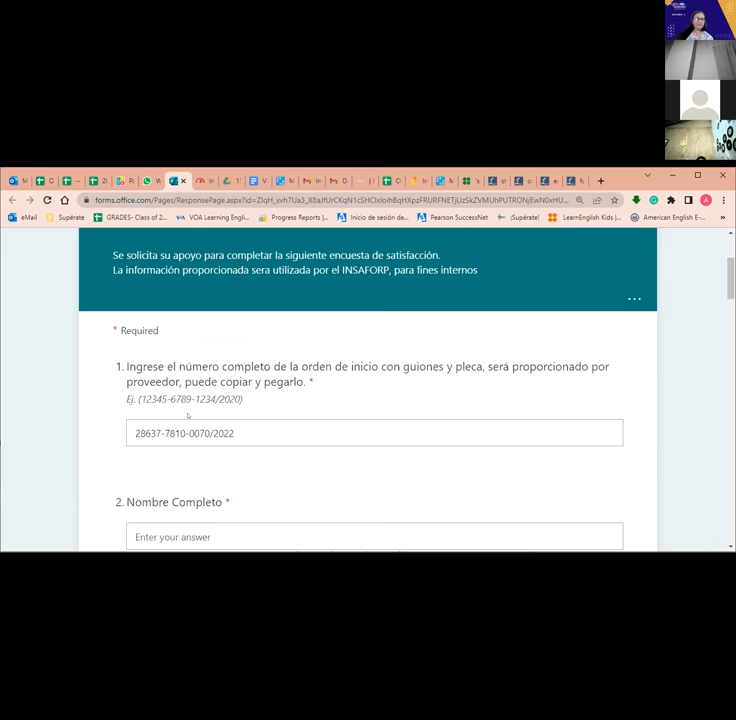 forms.office.com/Pages/ResponsePage.aspx?id=
eMail Supérate GRADES- Class of 2... VOA Learning Engli... Progress Reports |... Inicio de sesión de... Pearson SuccessNet ¡Supérate! LearnEnglish Kids |... American English E-... »
Se solicita su apoyo para completar la siguiente encuesta de satisfacción.
La información proporcionada sera utilizada por el INSAFORP, para fines internos
...
* Required
1. Ingrese el número completo de la orden de inicio con guiones y pleca, será proporcionado por
proveedor, puede copiar y pegarlo. *
Ej. (12345-6789-1234/2020)
28637-7810-0070/2022
2. Nombre Completo *
Enter your answer